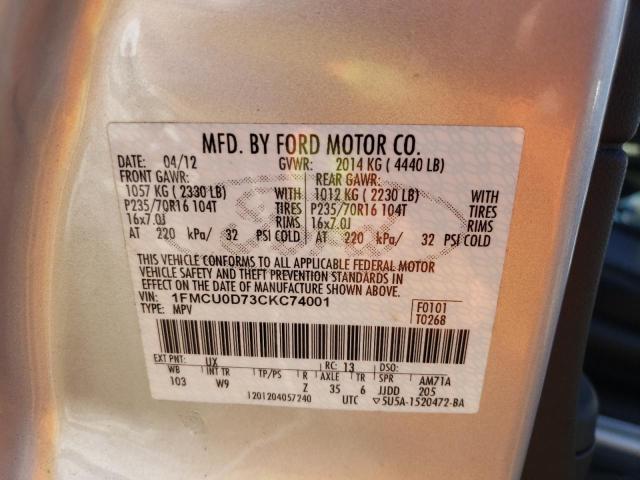 MFD. BY FORD MOTOR CO.
DATE: 04/12 GVWR: 2014 KG ( 4440 LB)
FRONT GAWR: REAR GAWR:
1057 KG ( 2330 LB) WITH 1012 KG ( 2230 LB) WITH
P235/70R16 104T TIRES P235/70R16 104T TIRES
16x7.0J RIMS 16x7.0J RIMS
AT 220 kPa/ 32 PSI COLD AT 220 kPa/ 32 PSI COLD
THIS VEHICLE CONFORMS TO ALL APPLICABLE FEDERAL MOTOR
VEHICLE SAFETY AND THEFT PREVENTION STANDARDS IN
EFFECT ON THE DATE OF MANUFACTURE SHOWN ABOVE.
VIN: 1FMCU0D73CKC74001 F0101
TYPE: MPV T0268
EXT PNT: UX RC: 13 DSO:
WB INT TR TP/PS R AXLE TR SPR AM71A
103 W9 Z 35 6 JJDD 205
1201204057240 UTC ▽5U5A-1520472-BA